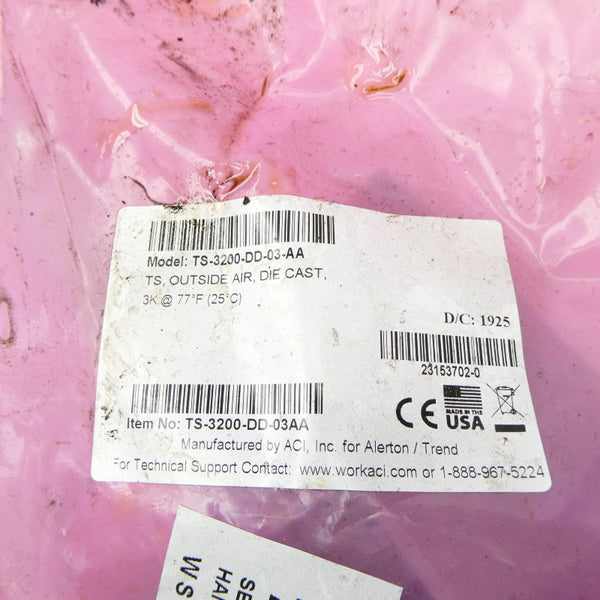 Model: TS-3200-DD-03-AA
TS, OUTSIDE AIR, DIE CAST,
3K @ 77°F (25°C)
D/C: 1925
23153702-0
CE
MADE IN THE
USA
Item No: TS-3200-DD-03AA
Manufactured by ACI, Inc. for Alerton / Trend
For Technical Support Contact: www.workaci.com or 1-888-967-5224